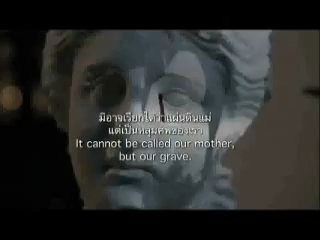 มิอาจเรียกได้ว่าแผ่นดินแม่
แต่เป็นหลุมศพของเรา
It cannot be called our mother,
but our grave.